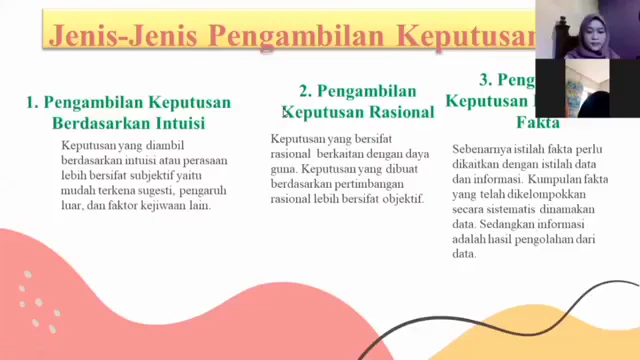 Jenis-Jenis Pengambilan Keputusan
1. Pengambilan Keputusan
Berdasarkan Intuisi
Keputusan yang diambil
berdasarkan intuisi atau perasaan
lebih bersifat subjektif yaitu
mudah terkena sugesti, pengaruh
luar, dan faktor kejiwaan lain.
2. Pengambilan
Keputusan Rasional
Keputusan yang bersifat
rasional berkaitan dengan daya
guna. Keputusan yang dibuat
berdasarkan pertimbangan
rasional lebih bersifat objektif.
3.
Keputusan
Fakta
Sebenarnya istilah fakta perlu
dikaitkan dengan istilah data
dan informasi. Kumpulan fakta
yang telah dikelompokkan
secara sistematis dinamakan
data. Sedangkan informasi
adalah hasil pengolahan dari
data.